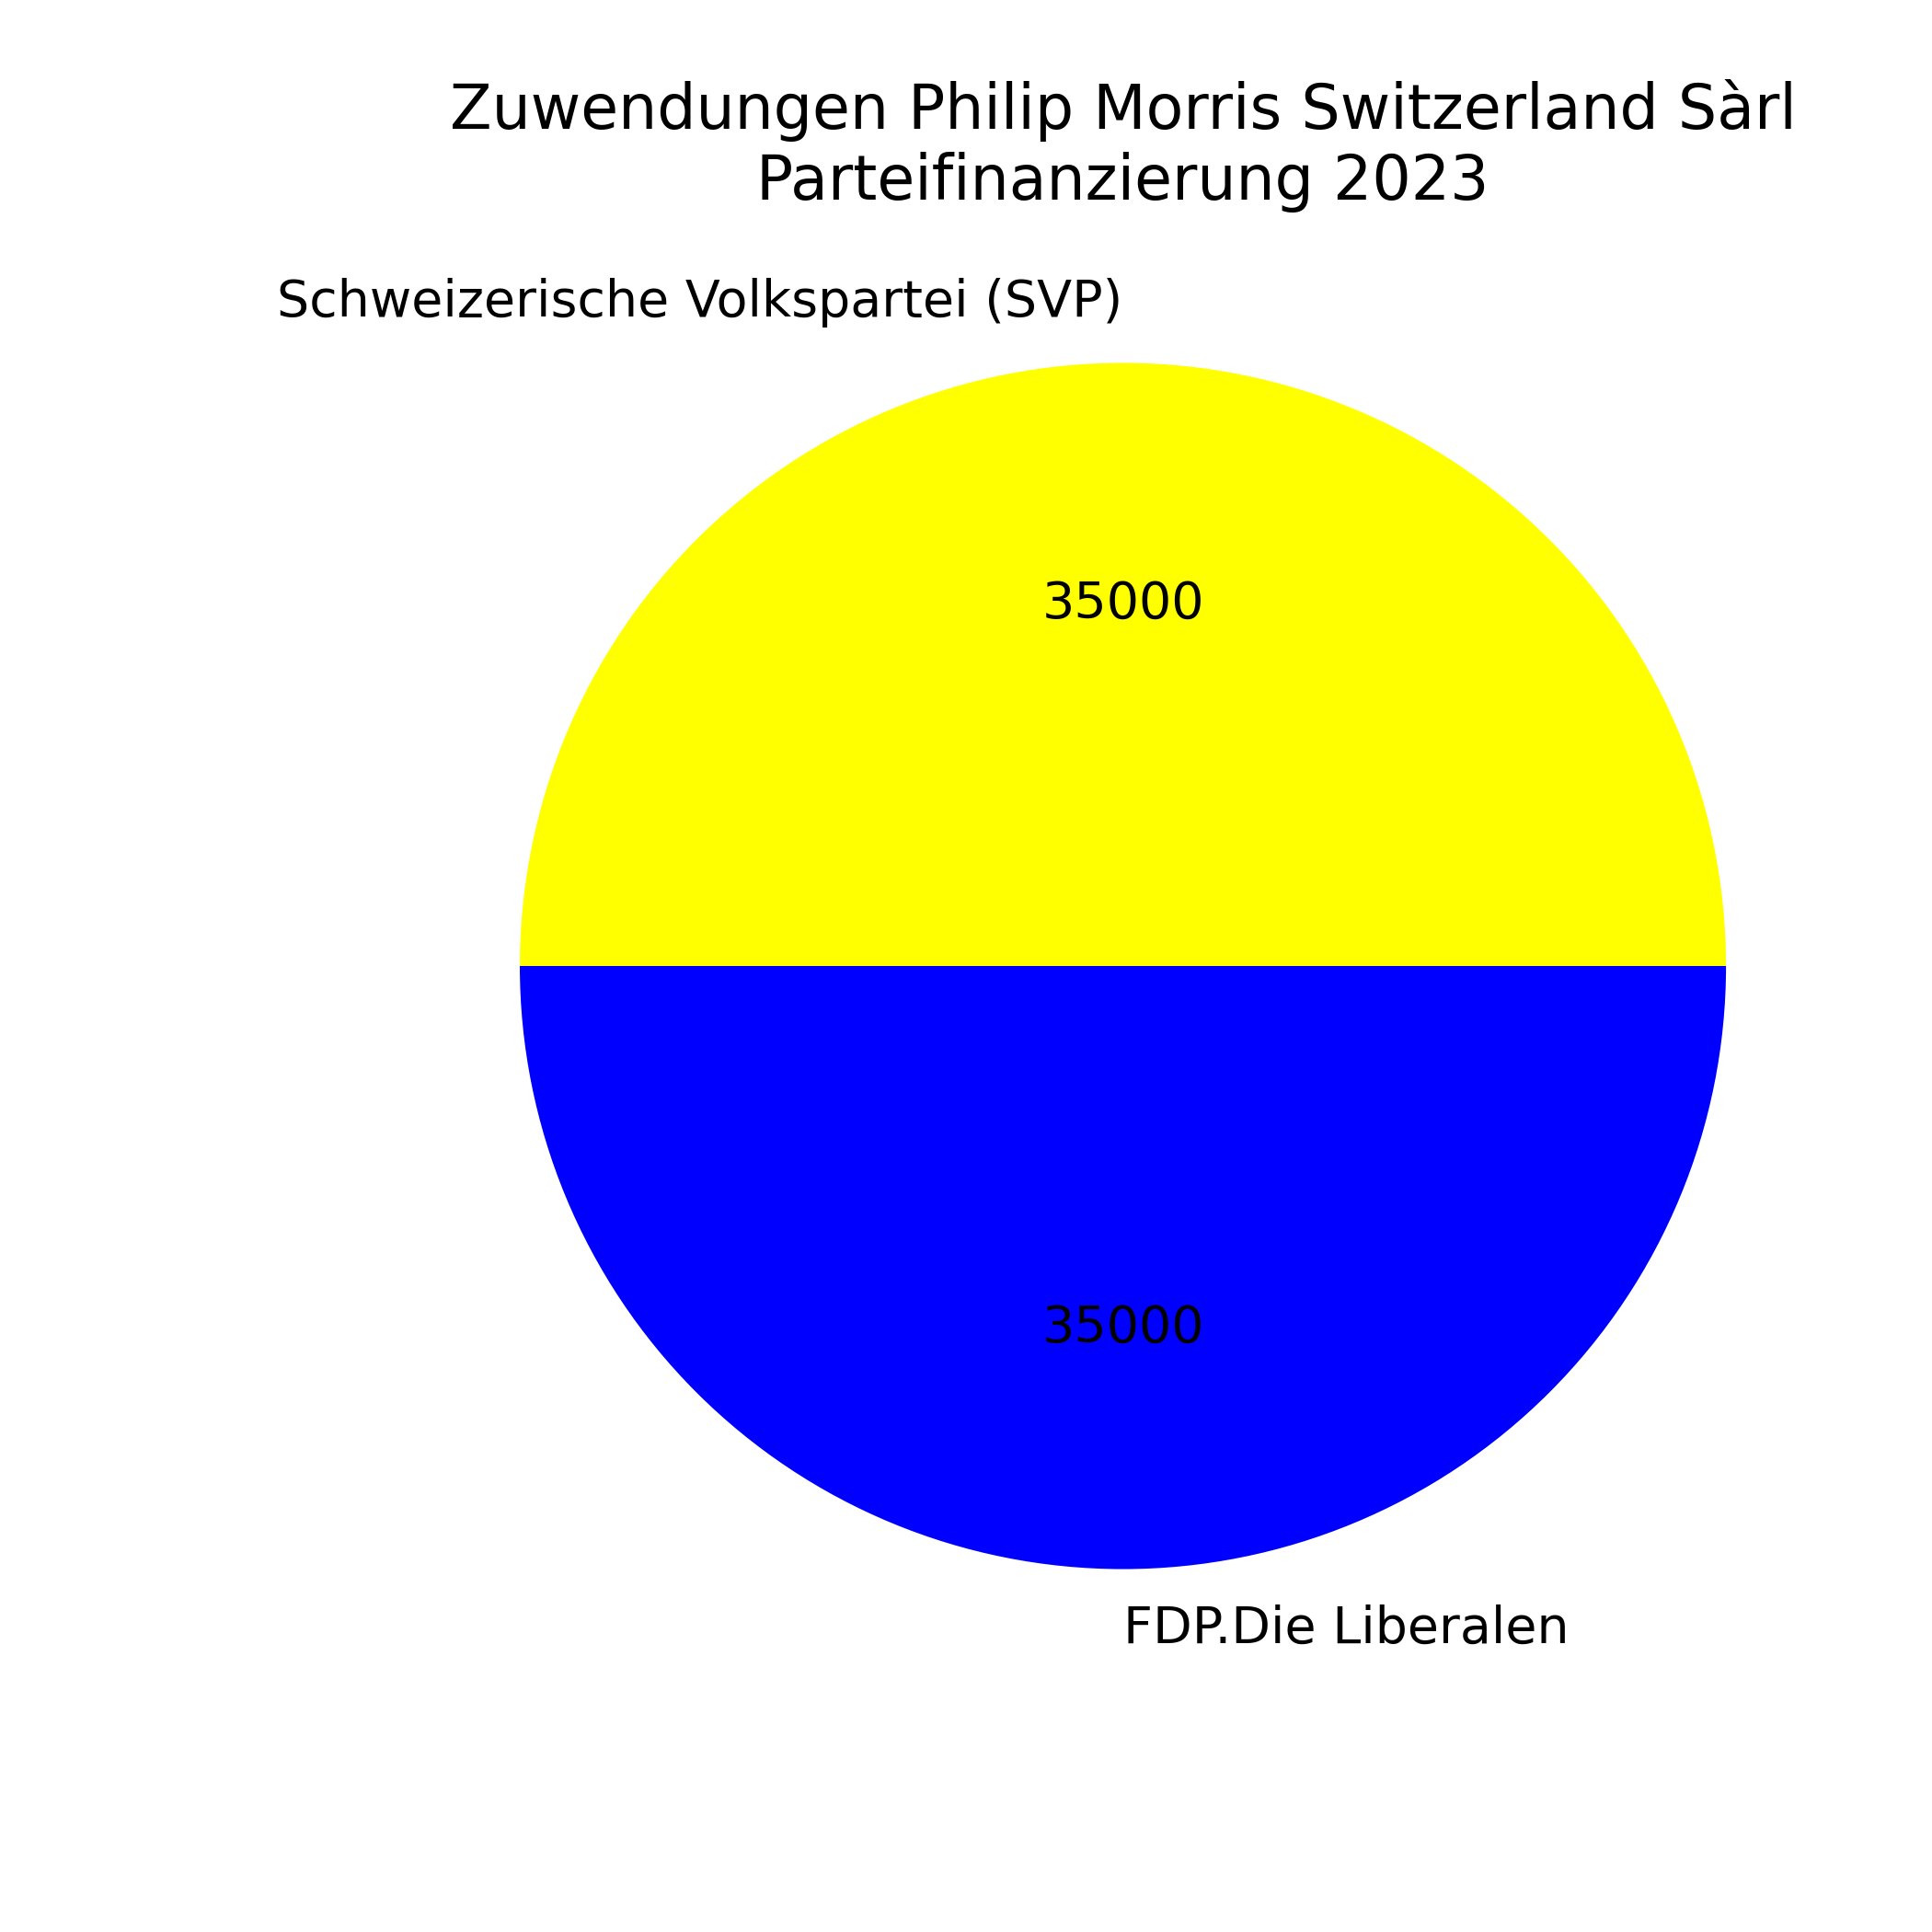 Zuwendungen Philip Morris Switzerland Sàrl
Parteifinanzierung 2023
Schweizerische Volkspartei (SVP)
35000
35000
FDP.Die Liberalen